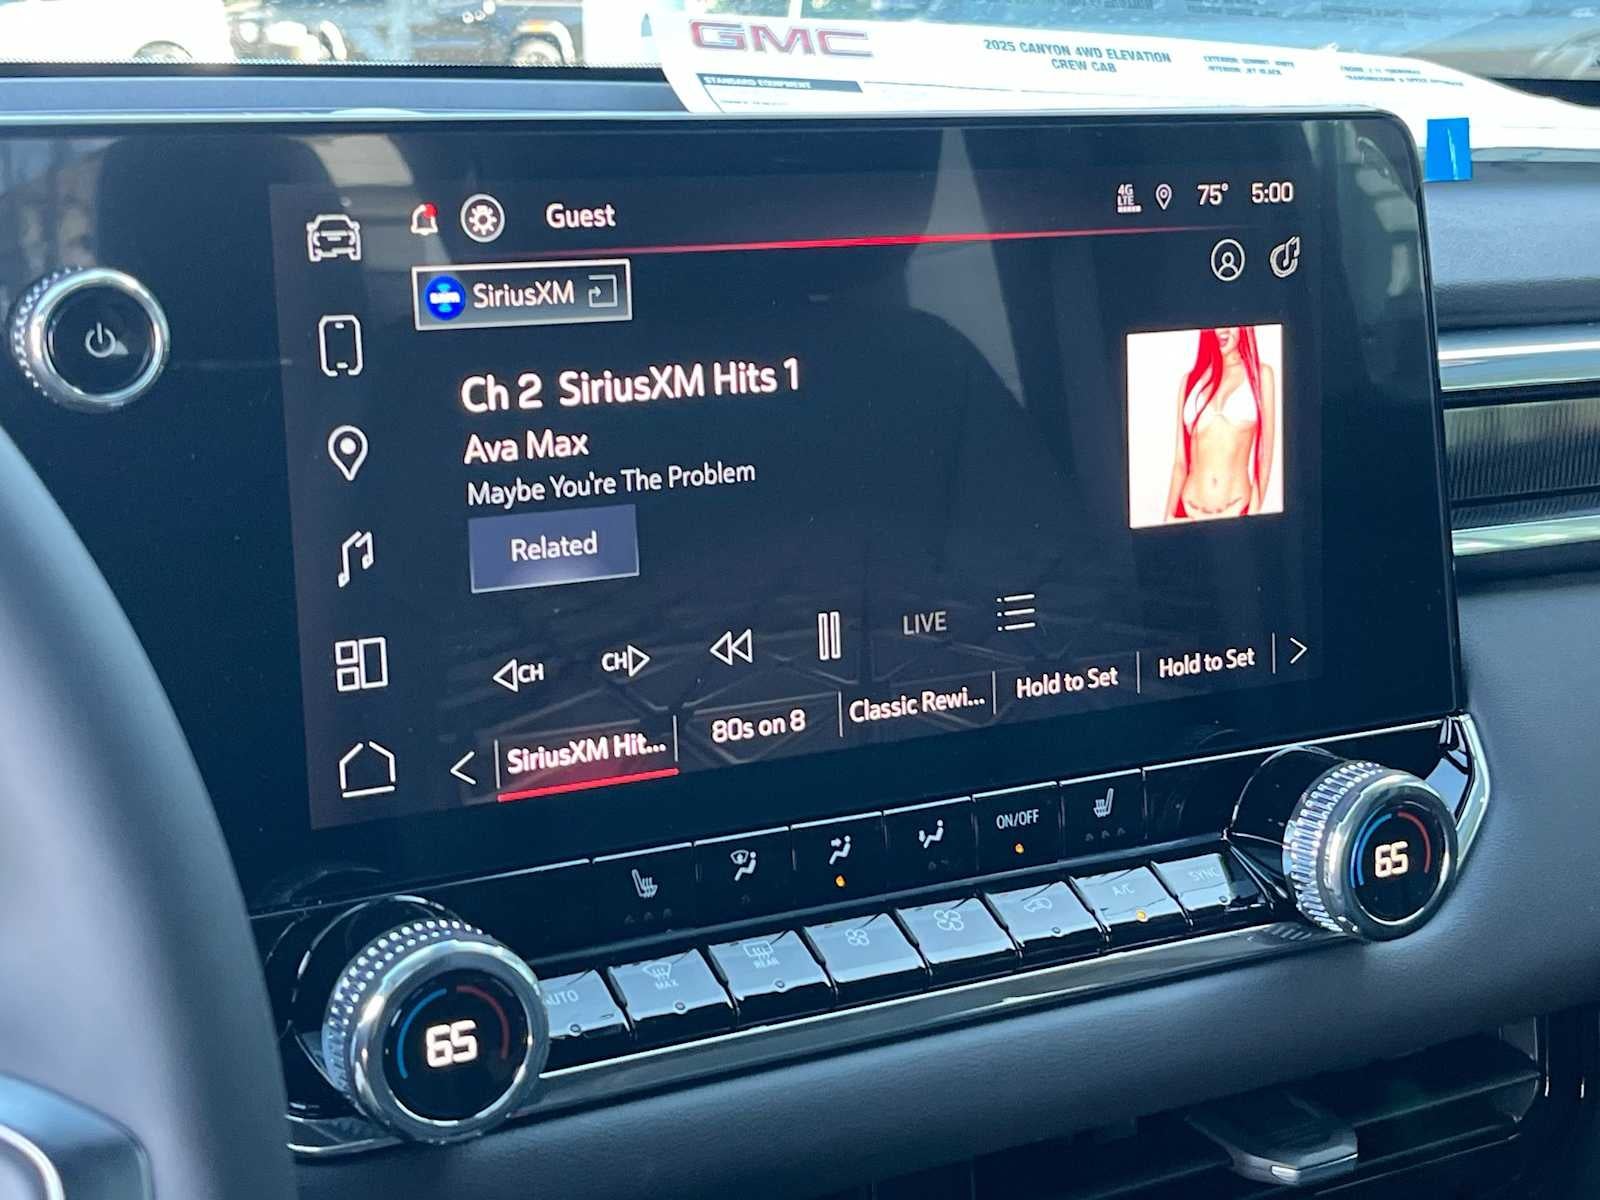 GMC
2025 CANYON 4WD ELEVATION
CREW CAB
STANDARD EQUIPMENT
Guest
4G
LTE
75° 5:00
SiriusXM
Ch 2 SiriusXM Hits 1
Ava Max
Maybe You're The Problem
Related
CH
CH
LIVE
SiriusXM Hit...
80s on 8
Classic Rewi...
Hold to Set
Hold to Set
ON/OFF
65
AUTO
MAX
REAR
A/C
SYNC
65